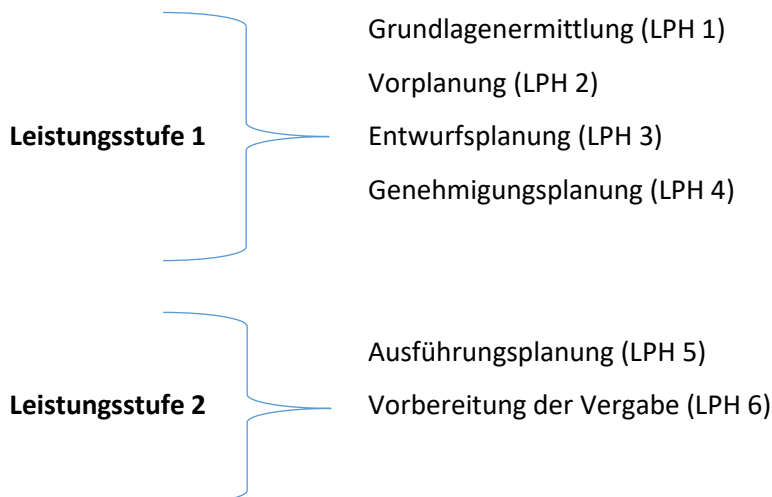 Grundlagenermittlung (LPH 1)
Vorplanung (LPH 2)
Leistungsstufe 1
Entwurfsplanung (LPH 3)
Genehmigungsplanung (LPH 4)
Ausführungsplanung (LPH 5)
Leistungsstufe 2
Vorbereitung der Vergabe (LPH 6)